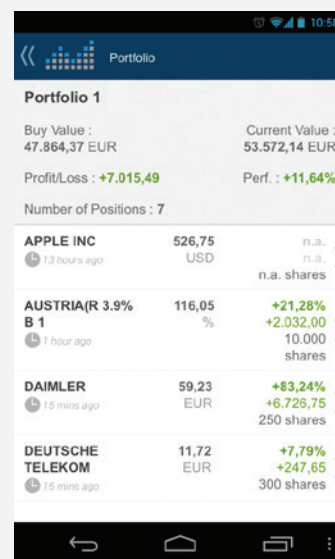 10:58
Portfolio
Portfolio 1
Buy Value :
47.864,37 EUR
Current Value :
53.572,14 EUR
Profit/Loss : +7.015,49
Perf. : +11,64%
Number of Positions : 7
APPLE INC 526,75 n.a.
13 hours ago USD n.a.
n.a. shares
AUSTRIA(R 3.9% 116,05 +21,28%
B 1 % +2.032,00
1 hour ago 10.000
shares
DAIMLER 59,23 +83,24%
15 mins ago EUR +6.726,75
250 shares
DEUTSCHE 11,72 +7,79%
TELEKOM EUR +247,65
15 mins ago 300 shares